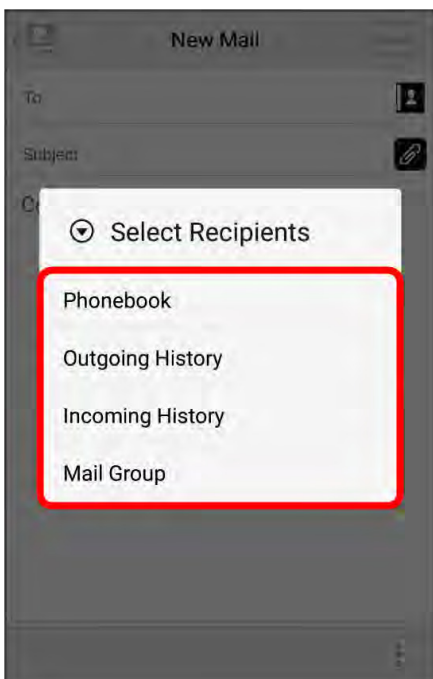 New Mail
To
Subject
Select Recipients
Phonebook
Outgoing History
Incoming History
Mail Group